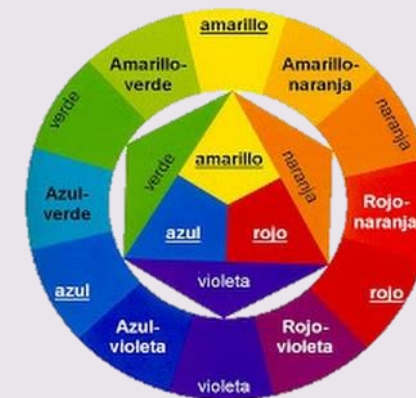 amarillo
Amarillo-
verde
Amarillo-
naranja
verde
naranja
amarillo
verde
naranja
Azul-
verde
Rojo-
naranja
azul
rojo
violeta
azul
rojo
Azul-
violeta
Rojo-
violeta
violeta